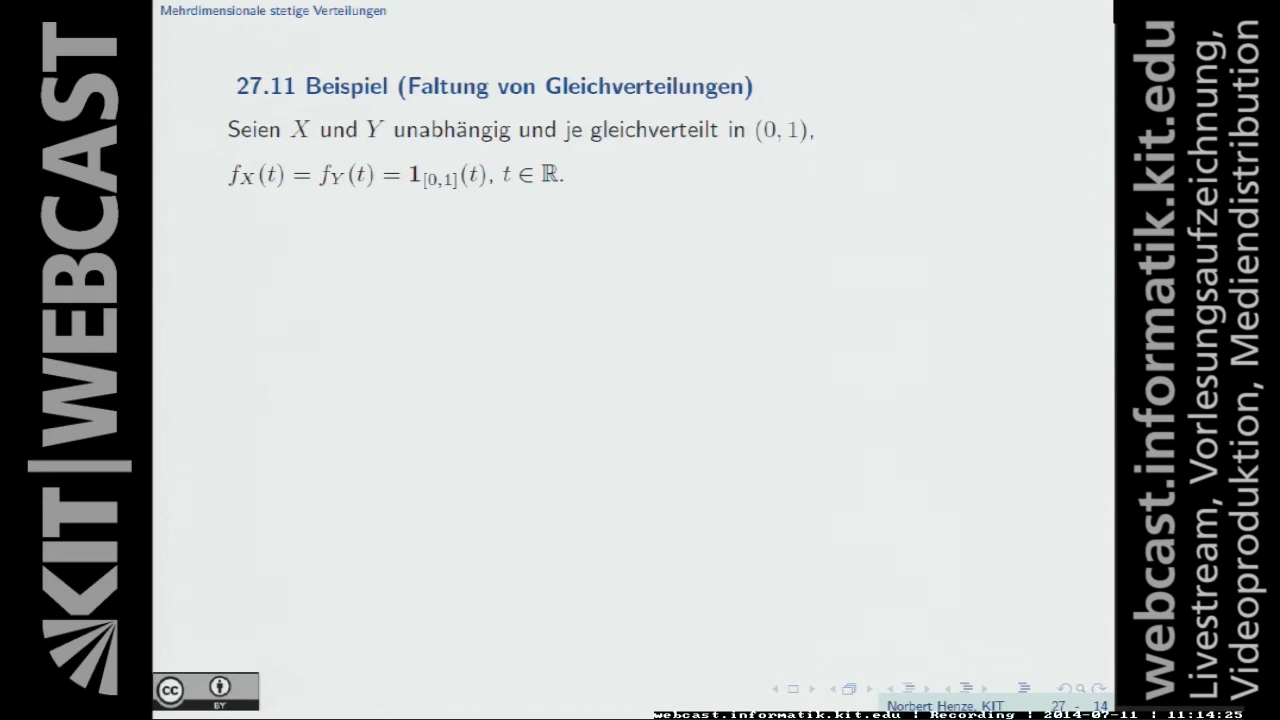 Mehrdimensionale stetige Verteilungen
27.11 Beispiel (Faltung von Gleichverteilungen)
Seien X und Y unabhängig und je gleichverteilt in (0, 1),
f_X(t) = f_Y(t) = 1_{[0,1]}(t), t ∈ ℝ.
KIT|WEBCAST
webcast.informatik.kit.edu
Livestream, Vorlesungsaufzeichnung,
Videoproduktion, Mediendistribution
cc
BY
Norbert Henze, KIT 27 - 14
webcast.informatik.kit.edu | Recording | 2014-07-11 | 11:14:25